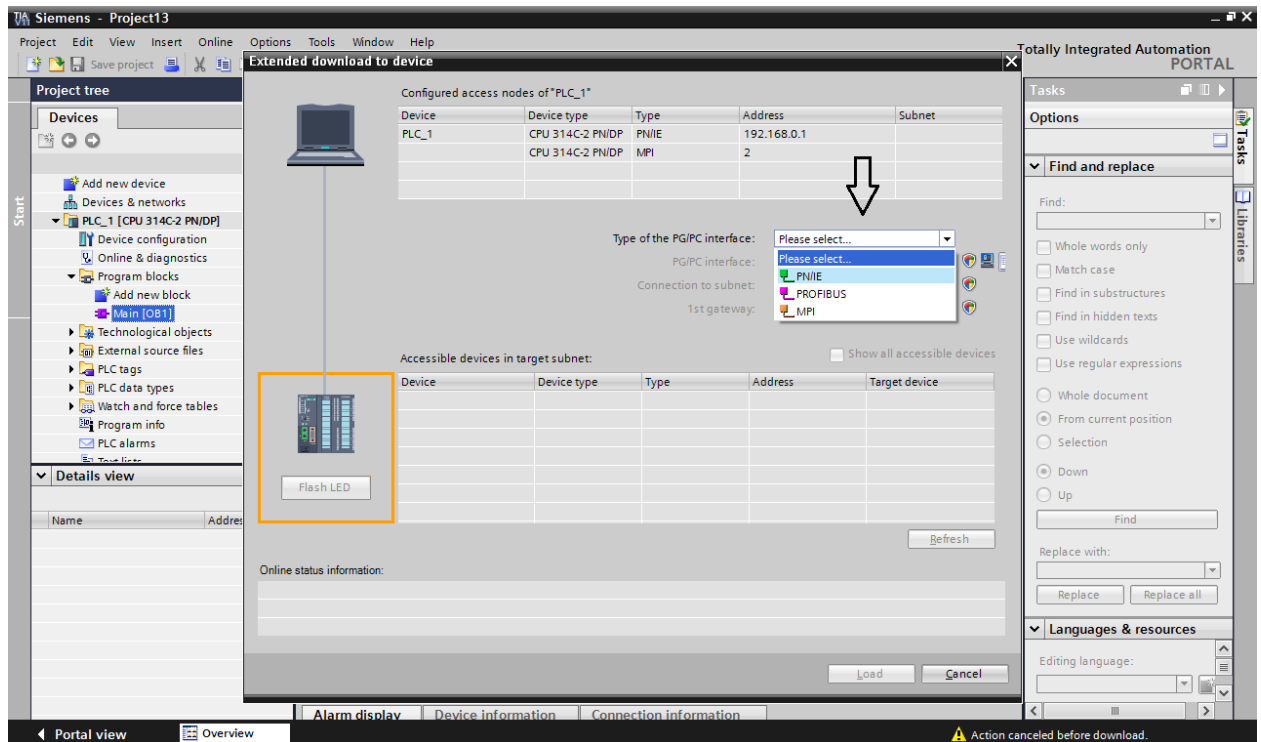 Siemens - Project13
Project Edit View Insert Online Options Tools Window Help
Totally Integrated Automation
PORTAL
Save project
Extended download to device
Project tree
Devices
Start
Add new device
Devices & networks
PLC_1 [CPU 314C-2 PN/DP]
Device configuration
Online & diagnostics
Program blocks
Add new block
Main [OB1]
Technological objects
External source files
PLC tags
PLC data types
Watch and force tables
Program info
PLC alarms
Text lists
Details view
Name Addre
Configured access nodes of "PLC_1"
Device Device type Type Address Subnet
PLC_1 CPU 314C-2 PN/DP PN/IE 192.168.0.1
CPU 314C-2 PN/DP MPI 2
Type of the PG/PC interface: Please select...
PG/PC interface: Please select...
PN/IE
Connection to subnet: PROFIBUS
1st gateway: MPI
Accessible devices in target subnet: Show all accessible devices
Device Device type Type Address Target device
Flash LED
Refresh
Online status information:
Load Cancel
Alarm display Device information Connection information
Tasks
Options
Find and replace
Find:
Whole words only
Match case
Find in substructures
Find in hidden texts
Use wildcards
Use regular expressions
Whole document
From current position
Selection
Down
Up
Find
Replace with:
Replace Replace all
Languages & resources
Editing language:
Tasks
Libraries
Portal view Overview
Action canceled before download.